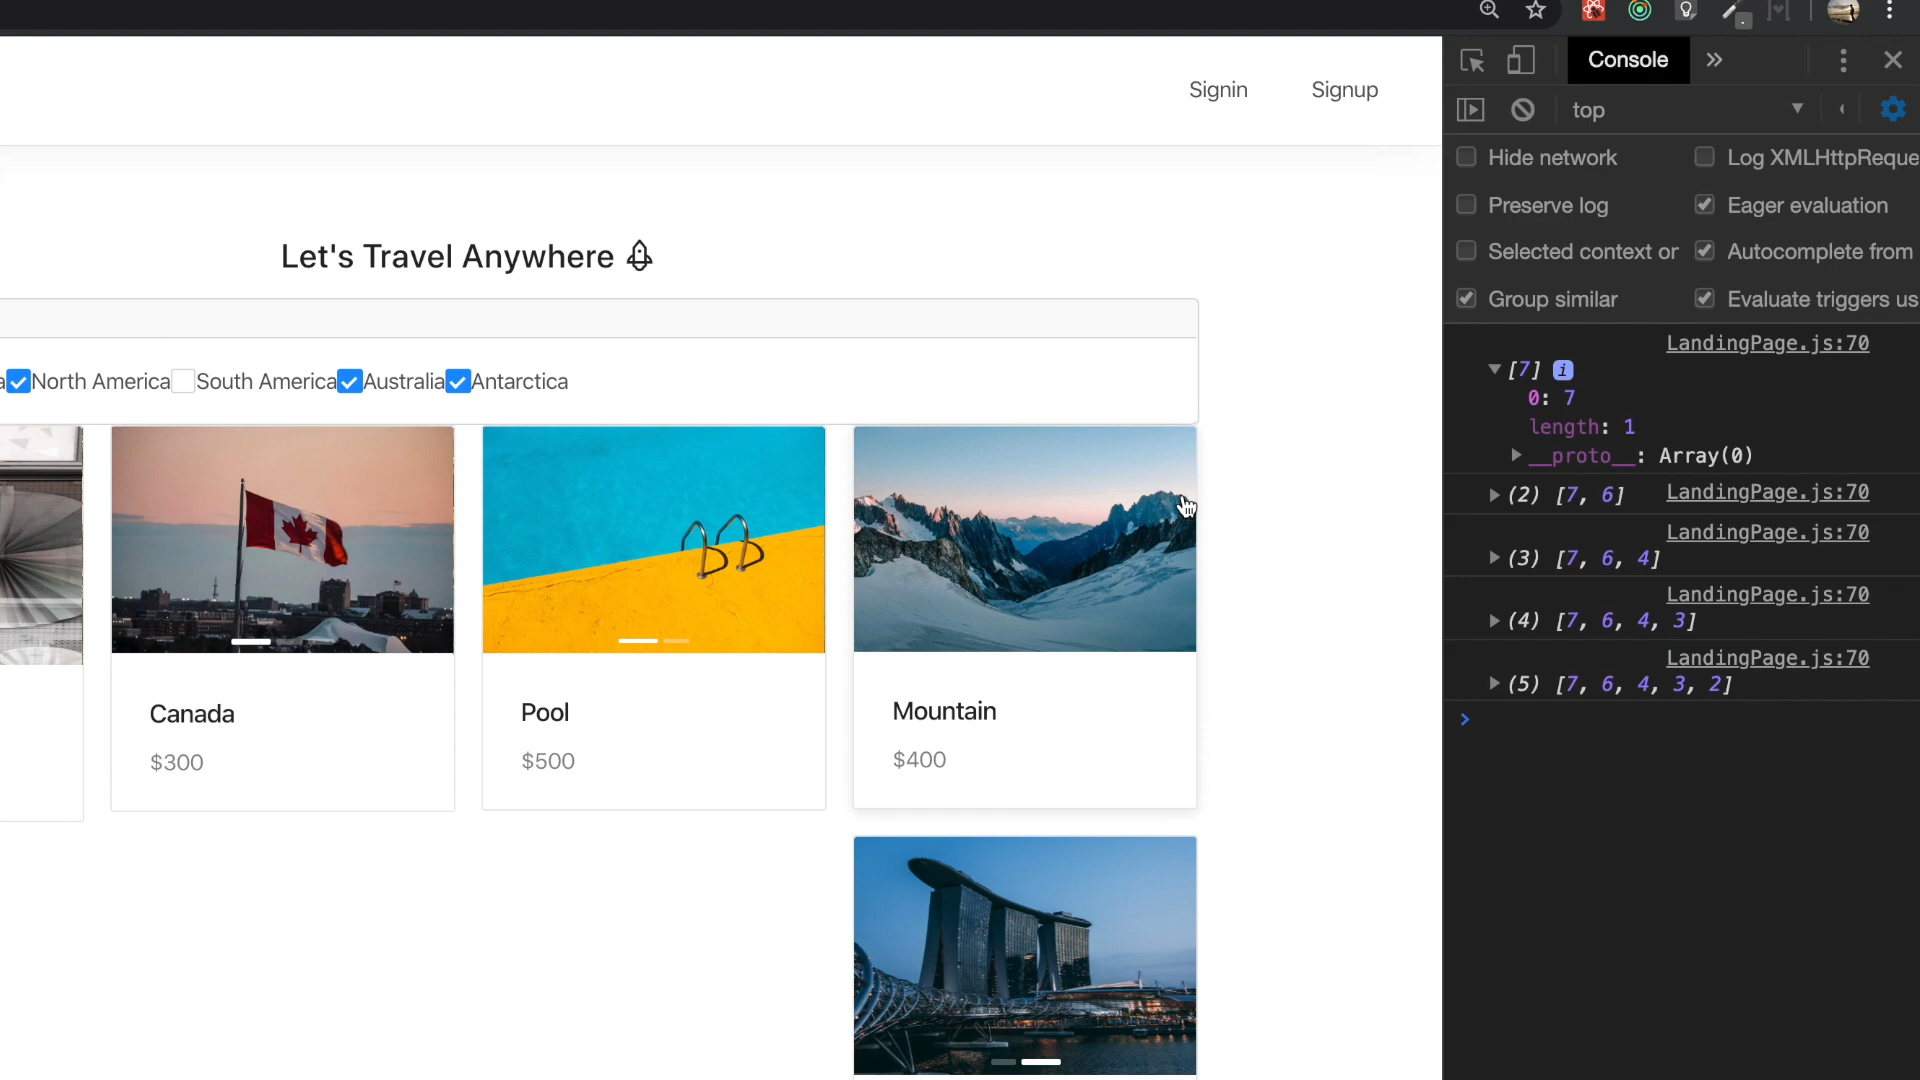 Signin Signup
Let's Travel Anywhere
a North America South America Australia Antarctica
Canada
$300
Pool
$500
Mountain
$400
Console
top
Hide network Log XMLHttpReque
Preserve log Eager evaluation
Selected context or Autocomplete from
Group similar Evaluate triggers us
LandingPage.js:70
[7] i
0: 7
length: 1
__proto__: Array(0)
(2) [7, 6] LandingPage.js:70
LandingPage.js:70
(3) [7, 6, 4]
LandingPage.js:70
(4) [7, 6, 4, 3]
LandingPage.js:70
(5) [7, 6, 4, 3, 2]